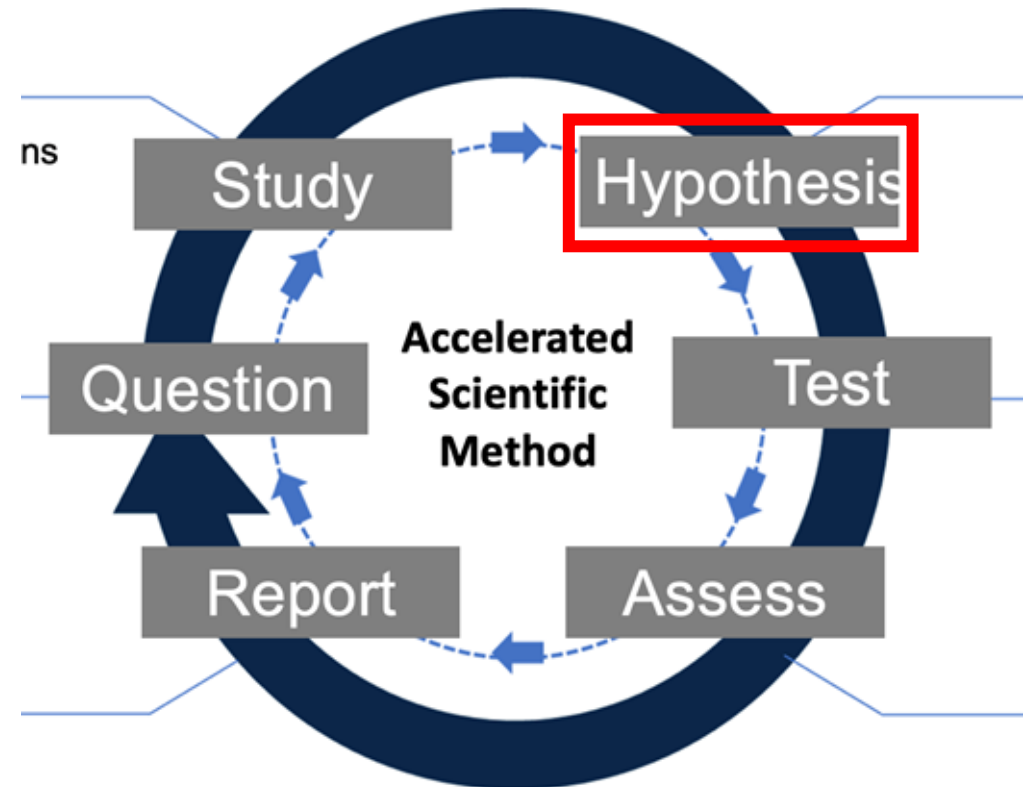 ns
Study
Hypothesis
Accelerated
Scientific
Method
Question
Test
Report
Assess